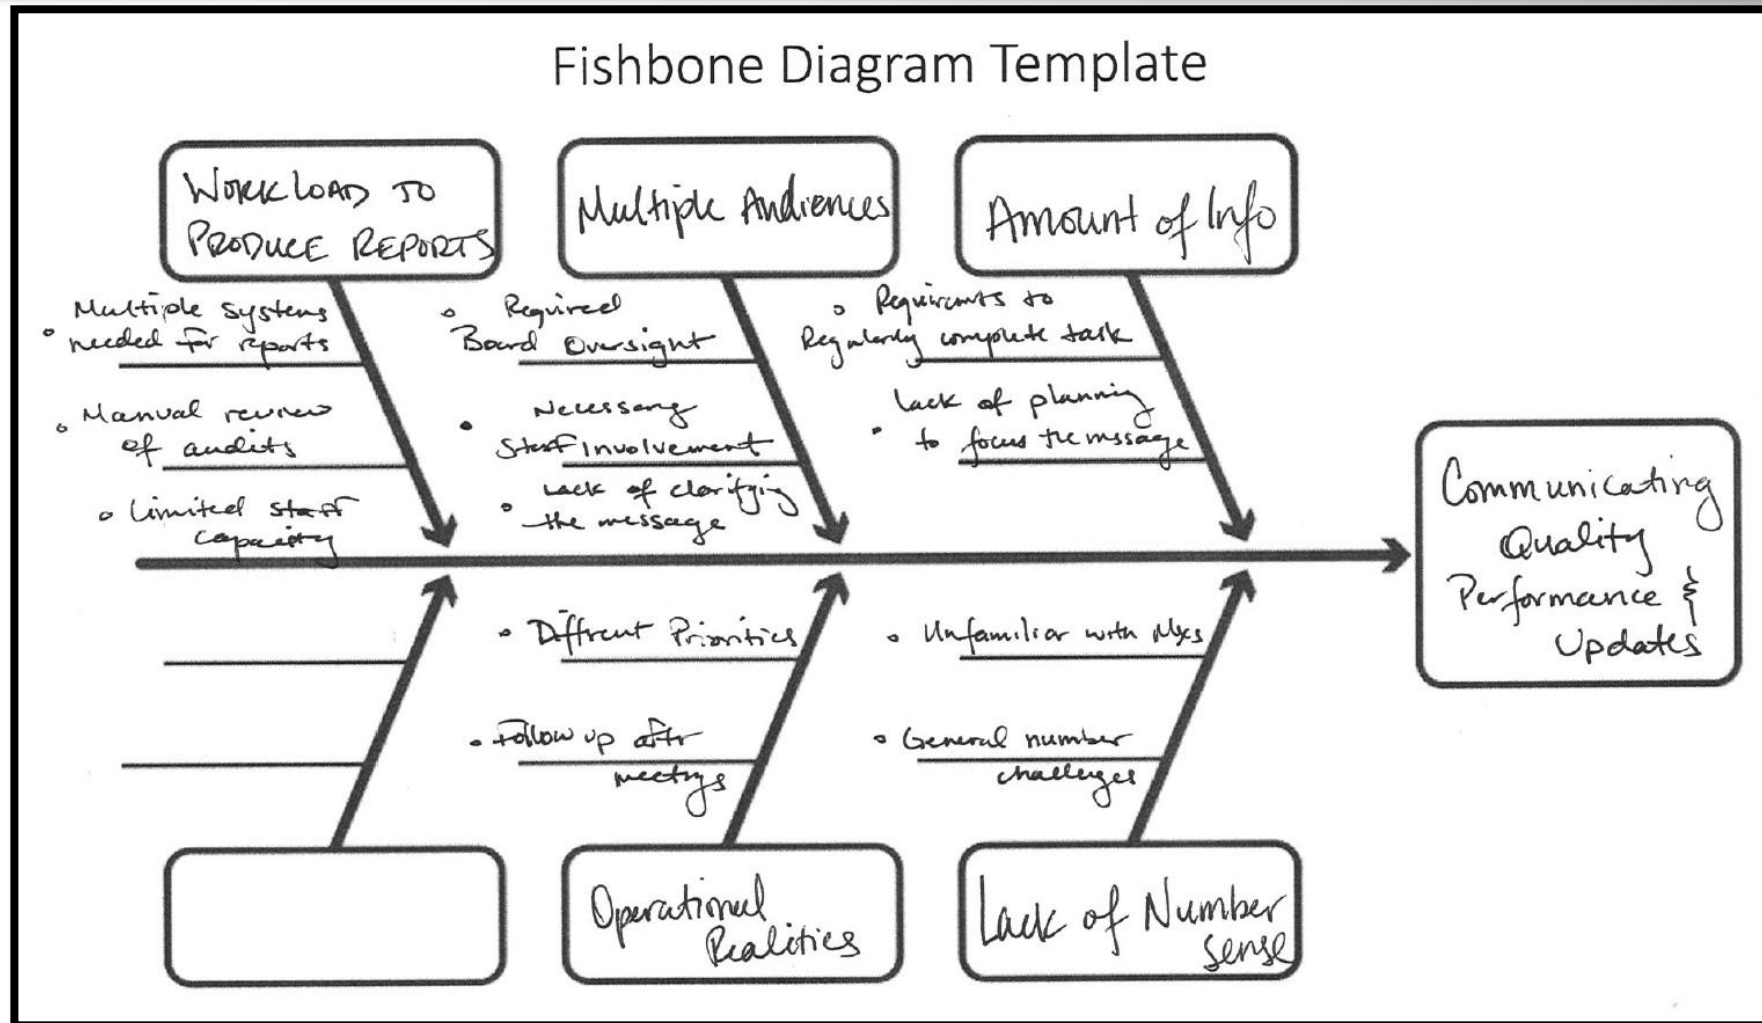 Fishbone Diagram Template
WORKLOAD TO
PRODUCE REPORTS
Multiple systems
needed for reports
Manual review
of audits
Limited staff
capacity
Multiple Audiences
Required
Board Oversight
Necessary
Staff Involvement
Lack of clarifying
the message
Amount of Info
Requirements to
Regularly complete task
Lack of planning
to focus the message
Communicating
Quality
Performance &
Updates
Diffrent Priorities
Follow up after
meetings
Operational
Realities
Unfamiliar with
General number
challenges
Lack of Number
sense